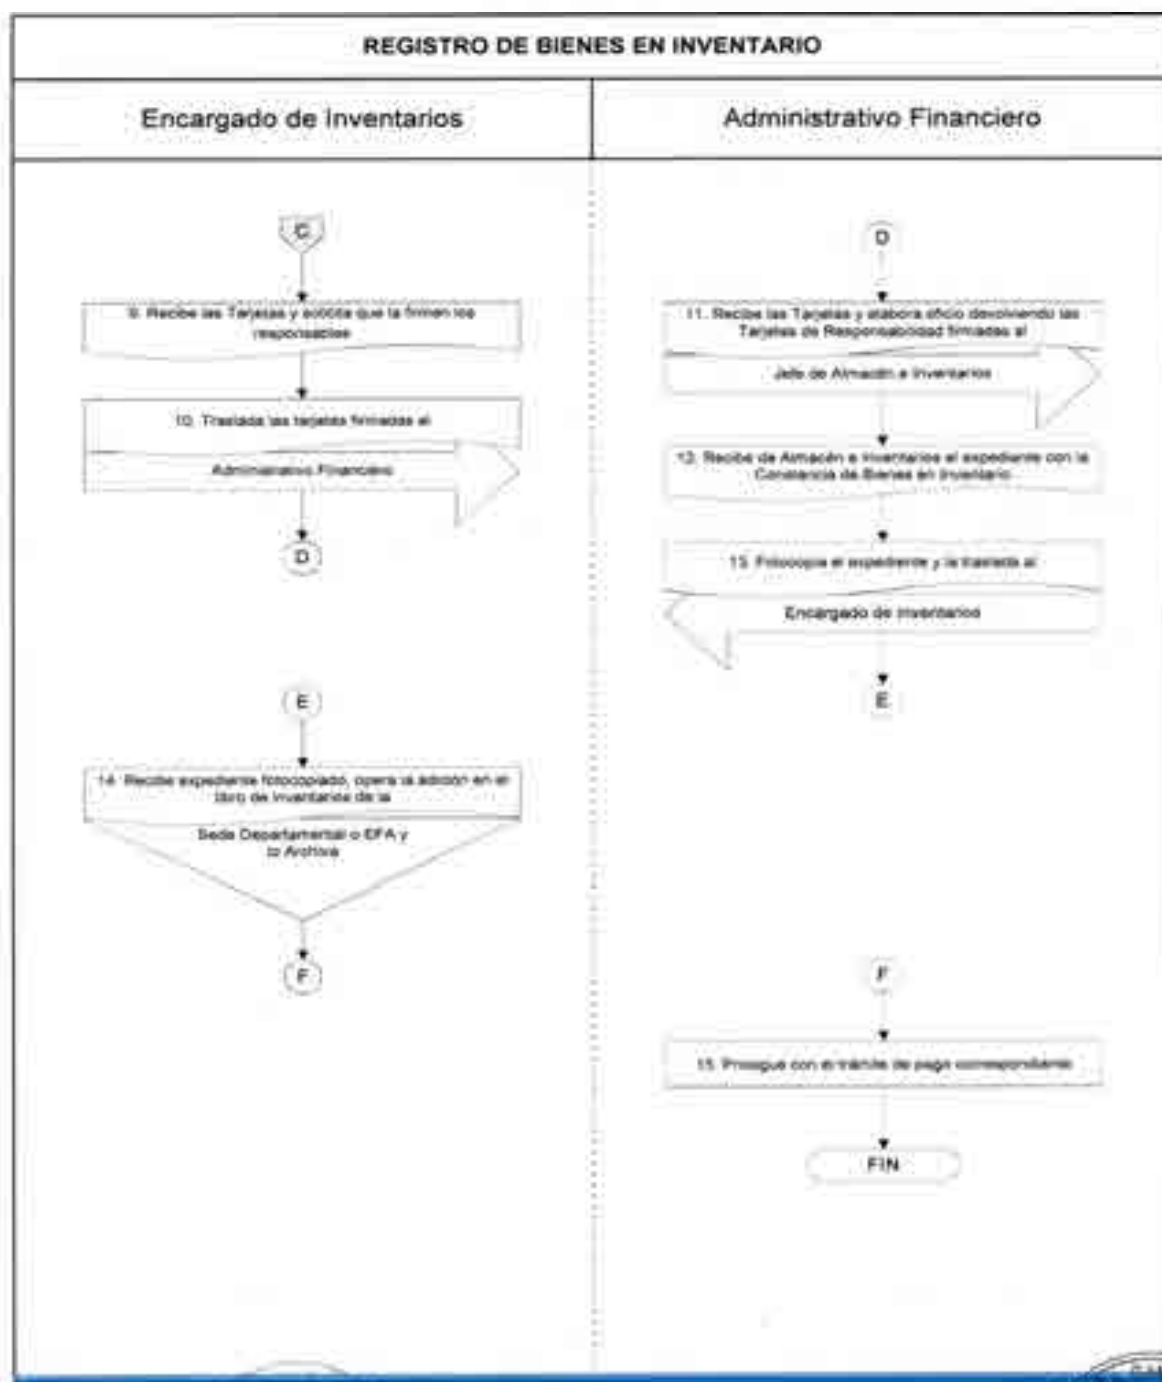 REGISTRO DE BIENES EN INVENTARIO
Encargado de Inventarios
Administrativo Financiero
C
9. Recibe las Tarjetas y solicita que la firmen los
responsables
10. Traslada las tarjetas firmadas al
Administrativo Financiero
D
E
14. Recibe expediente fotocopiado, opera la adición en el
libro de Inventarios de la
Sede Departamental o EFA y
lo Archiva
F
D
11. Recibe las Tarjetas y elabora oficio devolviendo las
Tarjetas de Responsabilidad firmadas al
Jefe de Almacén e Inventarios
12. Recibe de Almacén e Inventarios el expediente con la
Constancia de Bienes en Inventario
13. Fotocopia el expediente y la traslada al
Encargado de Inventarios
E
F
15. Prosigue con el trámite de pago correspondiente
FIN